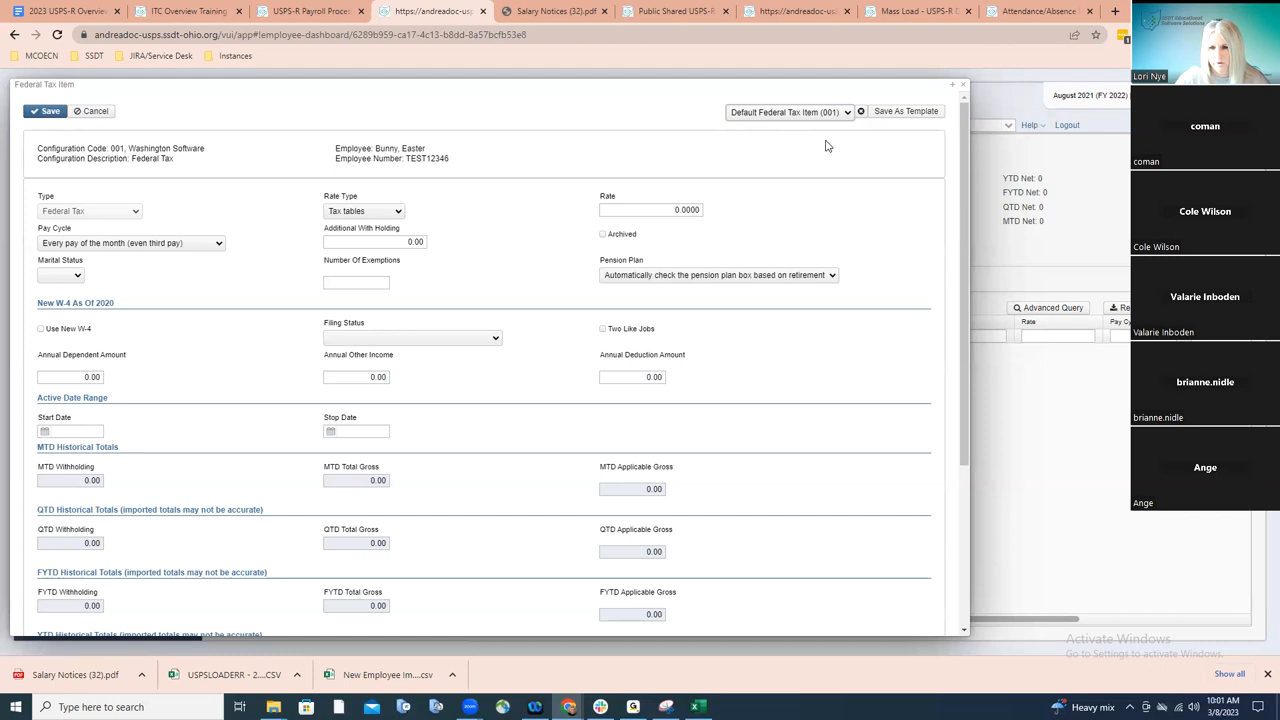 2023 USPS-R Overview
ITC Overview Training
USPS-R Payroll Proces
https://andreadoc-usps.ss
Salary Notices (32).pdf
Public Shared USPS-R
https://andreadoc-usps.ss
Mass Load - USPS-R D
Attendance/Absence T
andreadoc-usps.ssdt-ohio.org/vui/app#!employeedashboard/6289b959-ca17-4c13-b8d8-
MCOECN
SSDT
JIRA/Service Desk
Instances
Federal Tax Item
Save
Cancel
Default Federal Tax Item (001)
Save As Template
August 2021 (FY 2022)
Help
Logout
Configuration Code: 001, Washington Software
Employee: Bunny, Easter
Configuration Description: Federal Tax
Employee Number: TEST12346
YTD Net: 0
FYTD Net: 0
QTD Net: 0
MTD Net: 0
Type
Rate Type
Rate
Federal Tax
Tax tables
0.0000
Pay Cycle
Additional With Holding
Archived
Every pay of the month (even third pay)
0.00
Marital Status
Number Of Exemptions
Pension Plan
Automatically check the pension plan box based on retirement
New W-4 As Of 2020
Advanced Query
Re
Rate
Pay Cy
Use New W-4
Filing Status
Two Like Jobs
Annual Dependent Amount
Annual Other Income
Annual Deduction Amount
0.00
0.00
0.00
Active Date Range
Start Date
Stop Date
MTD Historical Totals
MTD Withholding
MTD Total Gross
MTD Applicable Gross
0.00
0.00
0.00
QTD Historical Totals (imported totals may not be accurate)
QTD Withholding
QTD Total Gross
QTD Applicable Gross
0.00
0.00
0.00
FYTD Historical Totals (imported totals may not be accurate)
FYTD Withholding
FYTD Total Gross
FYTD Applicable Gross
0.00
0.00
0.00
YTD Historical Totals (imported totals may not be accurate)
SSDT Educational
Software Solutions
Lori Nye
coman
coman
Cole Wilson
Cole Wilson
Valarie Inboden
Valarie Inboden
brianne.nidle
brianne.nidle
Ange
Ange
Activate Windows
Go to Settings to activate Windows.
Salary Notices (32).pdf
USPSLOADERR - 2....CSV
New Employee Im....csv
Show all
Type here to search
Heavy mix
10:01 AM
3/8/2023